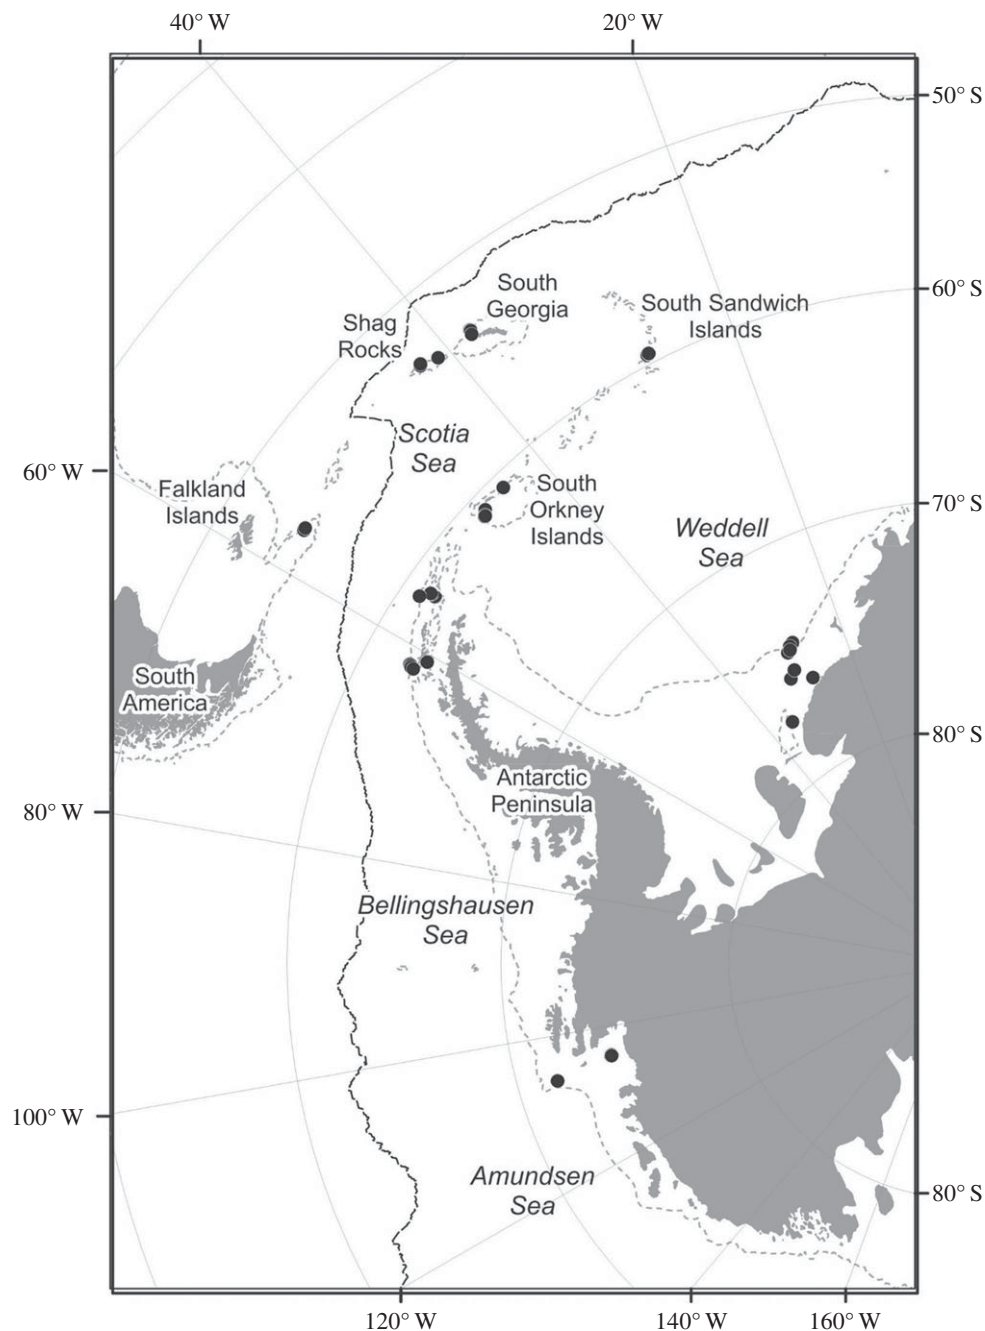 40° W
20° W
50° S
South
Georgia
60° S
South Sandwich
Islands
Shag
Rocks
Scotia
Sea
60° W
Falkland
Islands
South
Orkney
Islands
70° S
Weddell
Sea
South
America
80° S
Antarctic
Peninsula
80° W
Bellingshausen
Sea
100° W
Amundsen
Sea
80° S
120° W
140° W
160° W